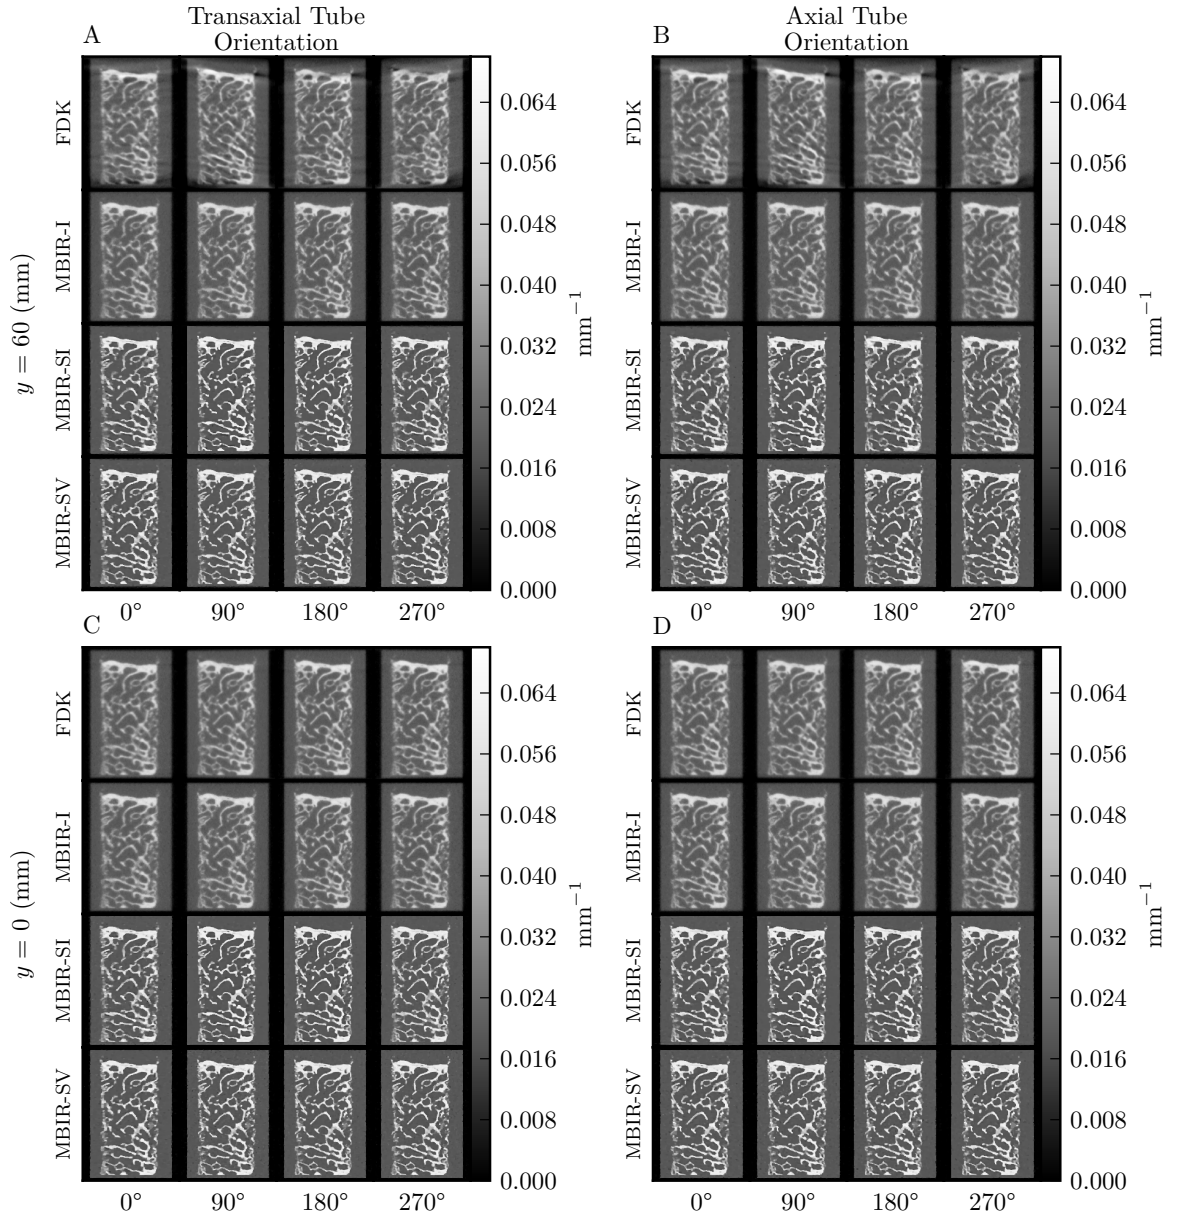 Transaxial Tube
Orientation
Axial Tube
Orientation
A
B
y = 60 (mm)
FDK
MBIR-I
MBIR-SI
MBIR-SV
0.064
0.056
0.048
0.040
0.032
0.024
0.016
0.008
0.000
mm⁻¹
0° 90° 180° 270°
FDK
MBIR-I
MBIR-SI
MBIR-SV
0.064
0.056
0.048
0.040
0.032
0.024
0.016
0.008
0.000
mm⁻¹
0° 90° 180° 270°
C
D
y = 0 (mm)
FDK
MBIR-I
MBIR-SI
MBIR-SV
0.064
0.056
0.048
0.040
0.032
0.024
0.016
0.008
0.000
mm⁻¹
0° 90° 180° 270°
FDK
MBIR-I
MBIR-SI
MBIR-SV
0.064
0.056
0.048
0.040
0.032
0.024
0.016
0.008
0.000
mm⁻¹
0° 90° 180° 270°